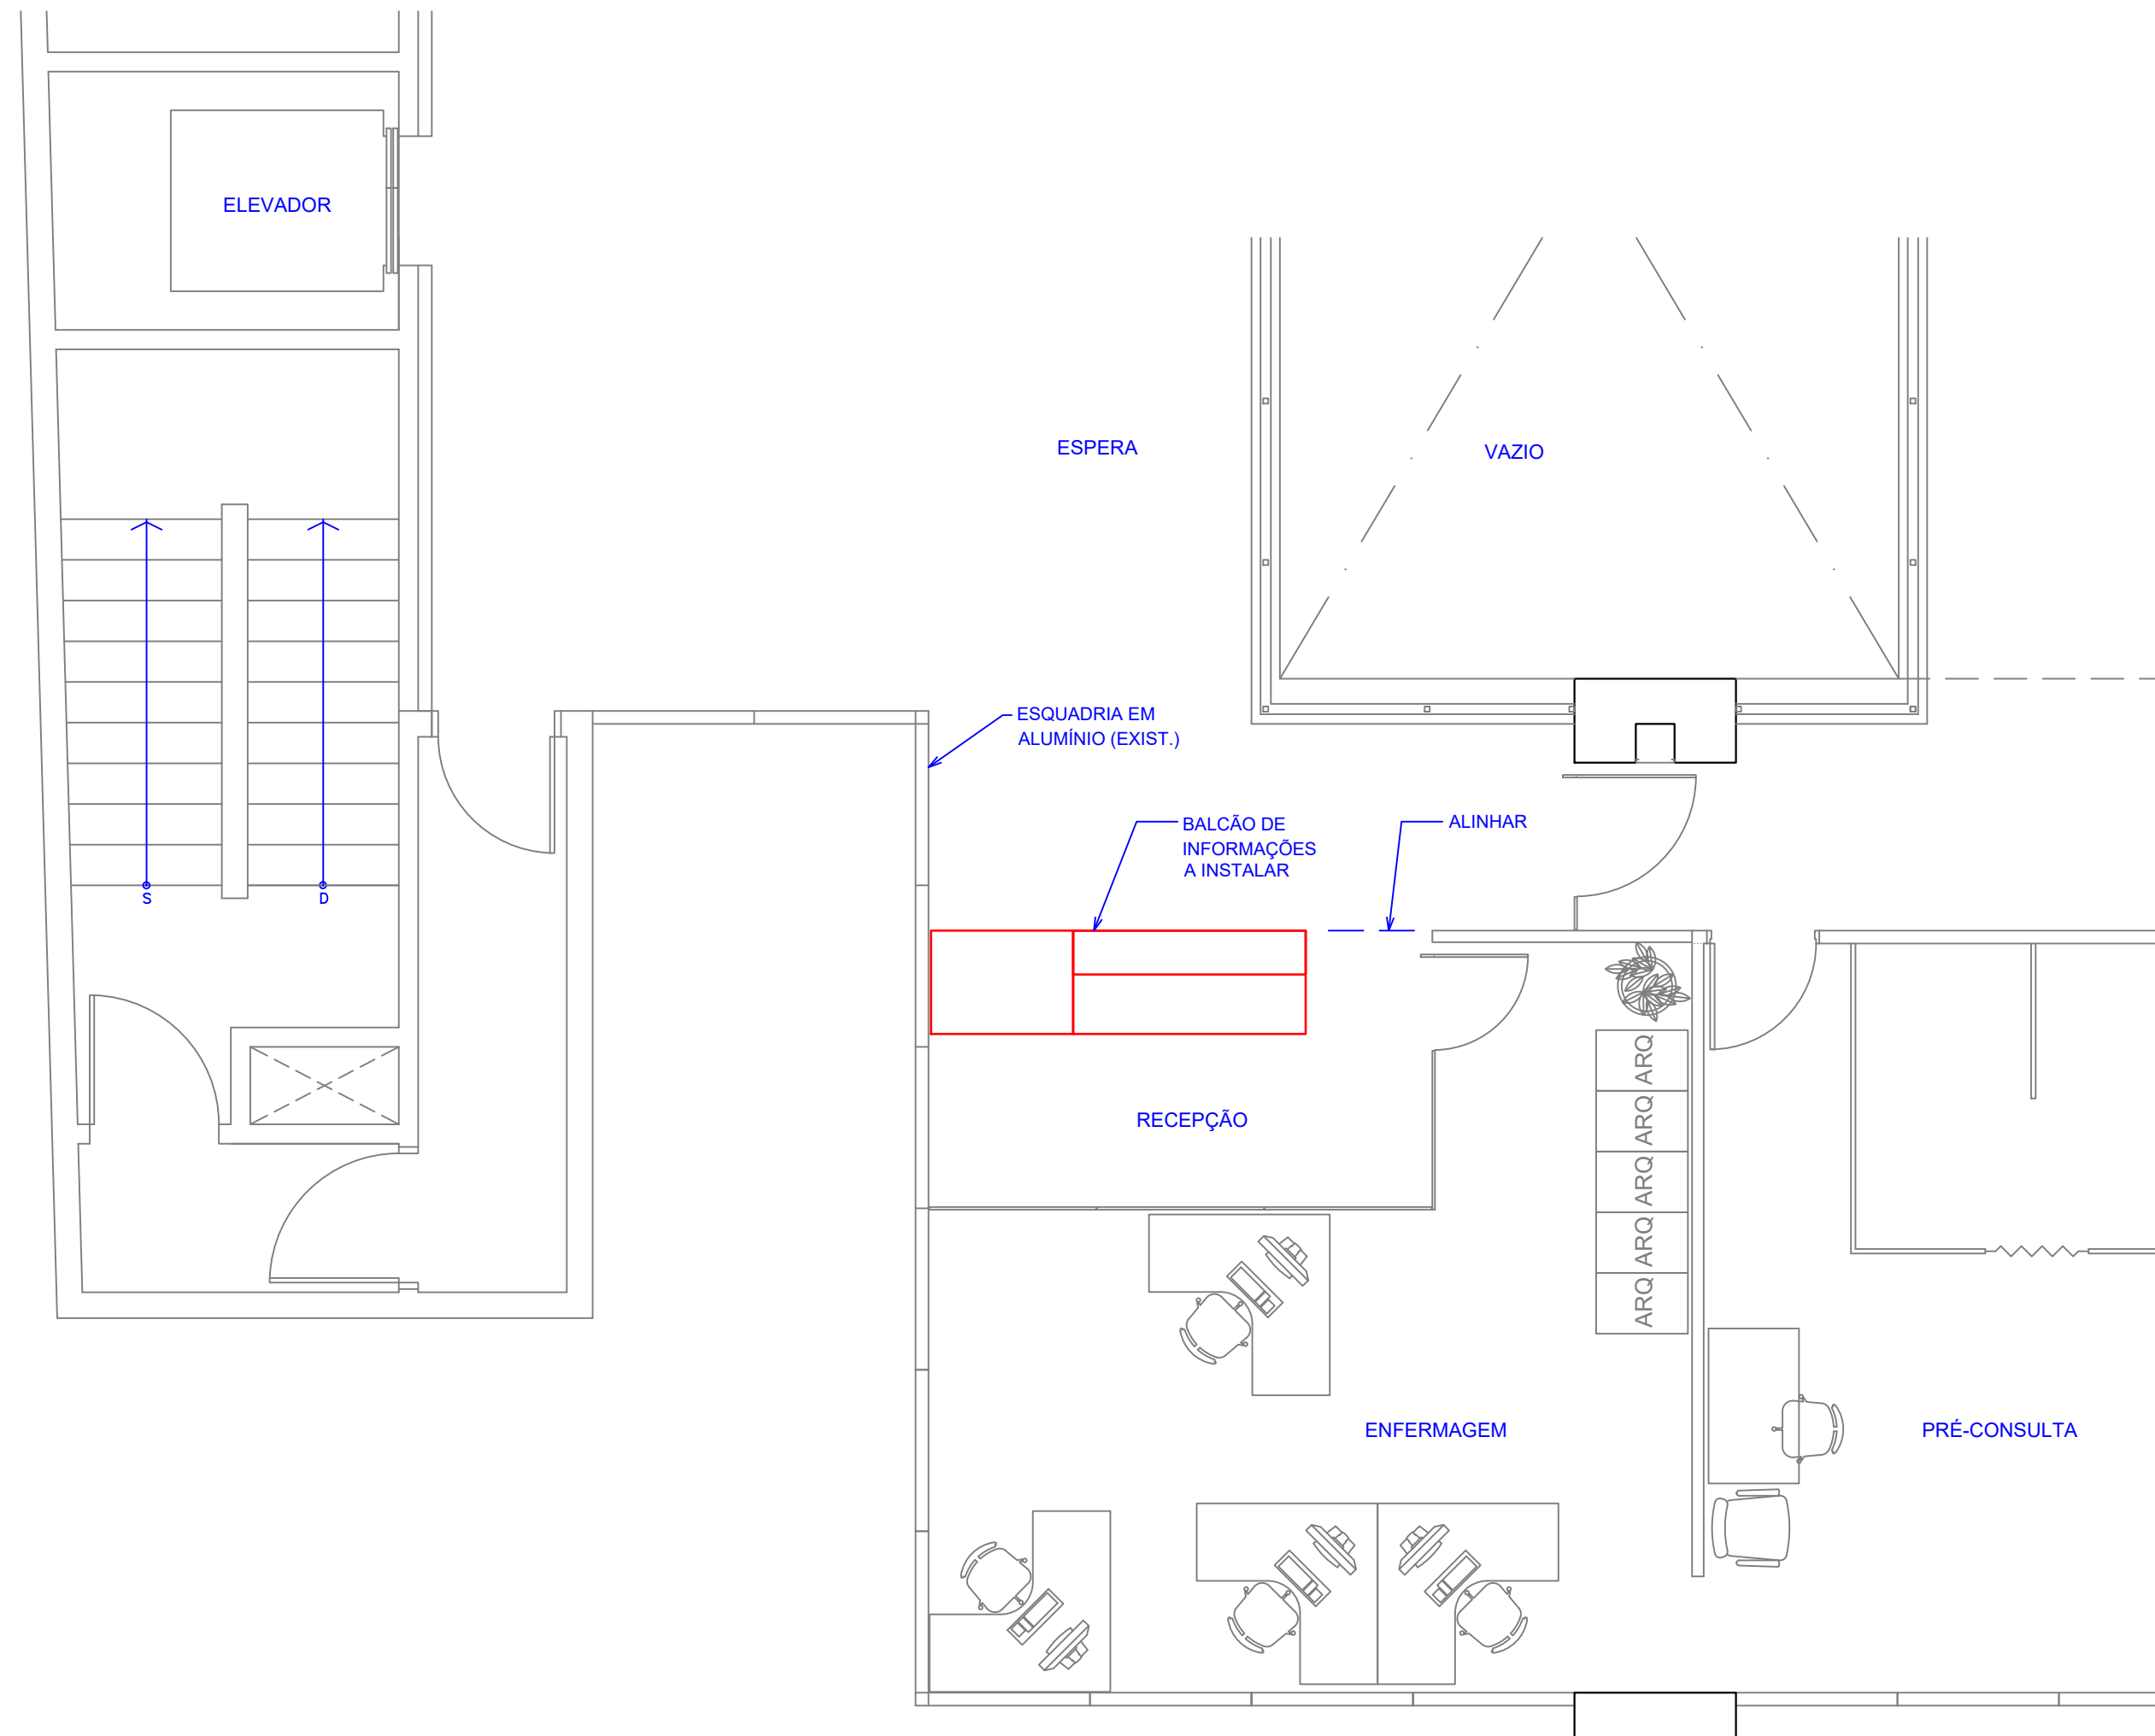 ELEVADOR
ESPERA
VAZIO
ESQUADRIA EM
ALUMÍNIO (EXIST.)
BALCÃO DE
INFORMAÇÕES
A INSTALAR
ALINHAR
S
D
RECEPÇÃO
ARQ
ARQ
ARQ
ARQ
ARQ
ENFERMAGEM
PRÉ-CONSULTA